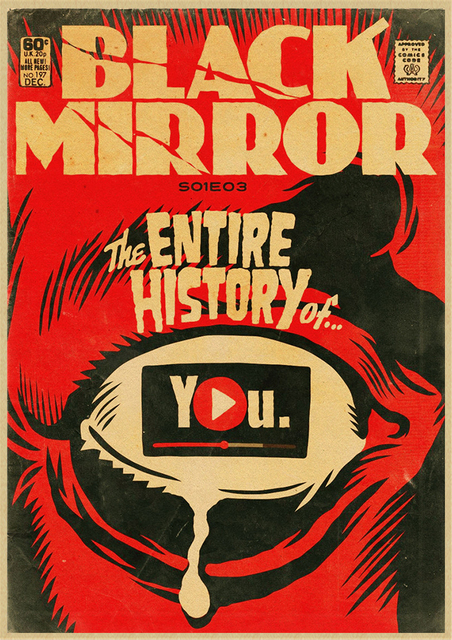 60¢
U.K. 20p
ALL NEW!
MORE PAGES!
NO.197
DEC.
BLACK
MIRROR
APPROVED
BY THE
COMICS
CODE
AUTHORITY
S01E03
The ENTIRE
HISTORY of...
You.